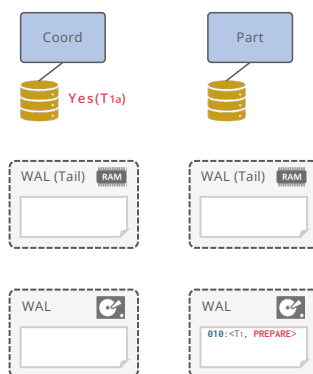 Coord Part
Yes(T1a)
WAL (Tail) RAM WAL (Tail) RAM
WAL WAL
010:<T1, PREPARE>